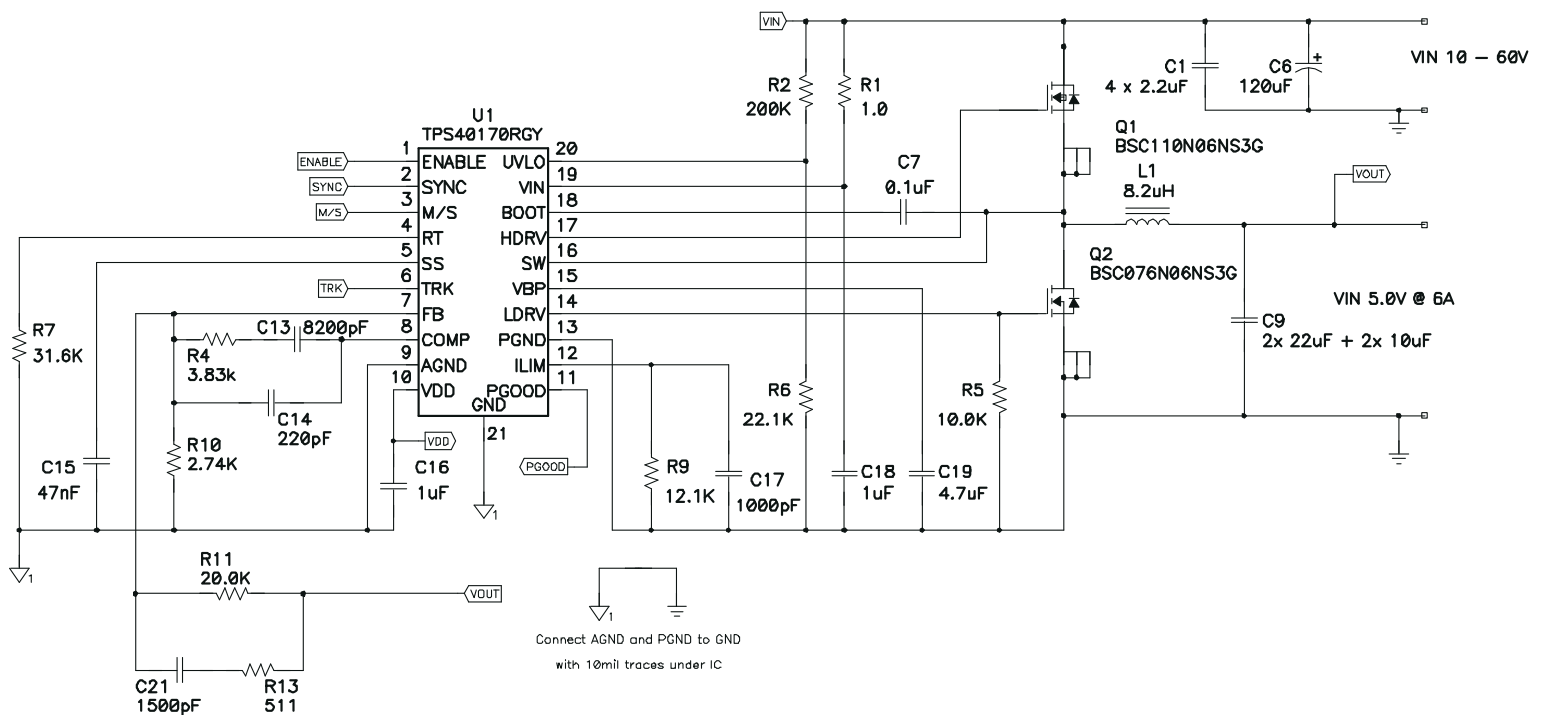 VIN
VIN 10 – 60V
R2
200K
R1
1.0
C1
4 x 2.2uF
C6
120uF
+
U1
TPS40170RGY
Q1
BSC110N06NS3G
L1
8.2uH
VOUT
C7
0.1uF
ENABLE
1
ENABLE
UVLO
20
SYNC
2
SYNC
VIN
19
M/S
3
M/S
BOOT
18
4
RT
HDRV
17
5
SS
SW
16
TRK
6
TRK
VBP
15
7
FB
LDRV
14
8
COMP
PGND
13
9
AGND
ILIM
12
10
VDD
PGOOD
11
GND
21
Q2
BSC076N06NS3G
VIN 5.0V @ 6A
C9
2x 22uF + 2x 10uF
R7
31.6K
C13
8200pF
R4
3.83k
C14
220pF
R10
2.74K
C15
47nF
VDD
C16
1uF
PGOOD
1
R6
22.1K
R5
10.0K
R9
12.1K
C17
1000pF
C18
1uF
C19
4.7uF
1
R11
20.0K
VOUT
C21
1500pF
R13
511
1
Connect AGND and PGND to GND
with 10mil traces under IC